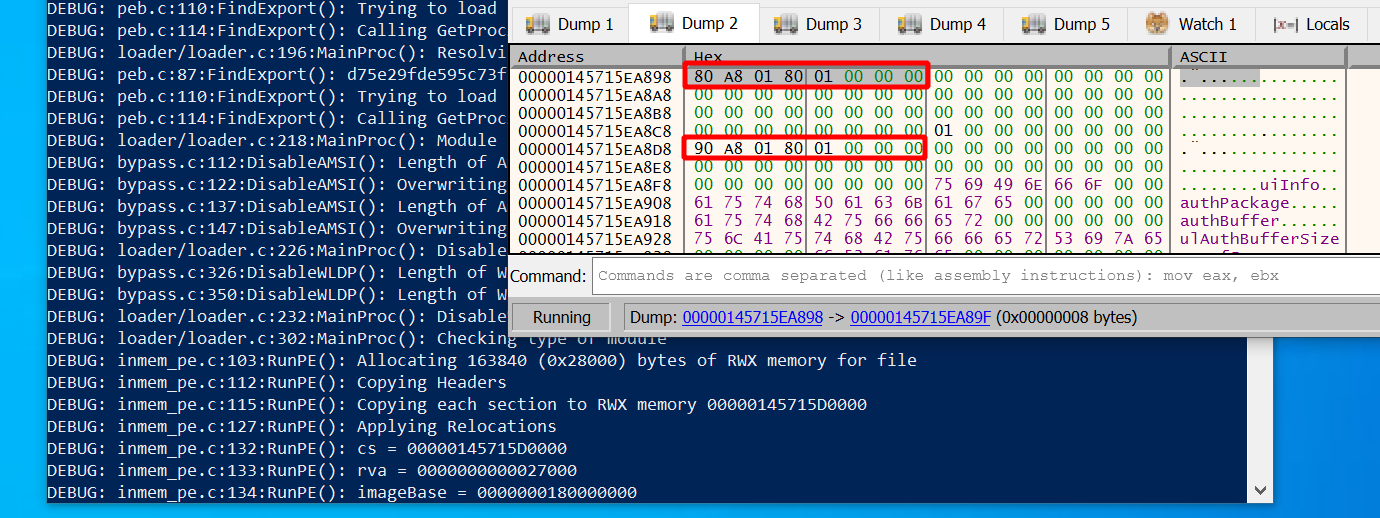 DEBUG: peb.c:110:FindExport(): Trying to load
DEBUG: peb.c:114:FindExport(): Calling GetProc
DEBUG: loader/loader.c:196:MainProc(): Resolvi
DEBUG: peb.c:87:FindExport(): d75e29fde595c73f
DEBUG: peb.c:110:FindExport(): Trying to load
DEBUG: peb.c:114:FindExport(): Calling GetProc
DEBUG: loader/loader.c:218:MainProc(): Module
DEBUG: bypass.c:112:DisableAMSI(): Length of A
DEBUG: bypass.c:122:DisableAMSI(): Overwriting
DEBUG: bypass.c:137:DisableAMSI(): Length of A
DEBUG: bypass.c:147:DisableAMSI(): Overwriting
DEBUG: loader/loader.c:226:MainProc(): Disable
DEBUG: bypass.c:326:DisableWLDP(): Length of W
DEBUG: bypass.c:350:DisableWLDP(): Length of W
DEBUG: loader/loader.c:232:MainProc(): Disable
DEBUG: loader/loader.c:302:MainProc(): Checking type of module
DEBUG: inmem_pe.c:103:RunPE(): Allocating 163840 (0x28000) bytes of RWX memory for file
DEBUG: inmem_pe.c:112:RunPE(): Copying Headers
DEBUG: inmem_pe.c:115:RunPE(): Copying each section to RWX memory 00000145715D0000
DEBUG: inmem_pe.c:127:RunPE(): Applying Relocations
DEBUG: inmem_pe.c:132:RunPE(): cs = 00000145715D0000
DEBUG: inmem_pe.c:133:RunPE(): rva = 0000000000027000
DEBUG: inmem_pe.c:134:RunPE(): imageBase = 0000000180000000
Dump 1 Dump 2 Dump 3 Dump 4 Dump 5 Watch 1 |x=| Locals
Address Hex ASCII
00000145715EA898 80 A8 01 80 01 00 00 00 00 00 00 00 00 00 00 00 .¨..............
00000145715EA8A8 00 00 00 00 00 00 00 00 00 00 00 00 00 00 00 00 ................
00000145715EA8B8 00 00 00 00 00 00 00 00 00 00 00 00 00 00 00 00 ................
00000145715EA8C8 00 00 00 00 00 00 00 00 01 00 00 00 00 00 00 00 ................
00000145715EA8D8 90 A8 01 80 01 00 00 00 00 00 00 00 00 00 00 00 .¨..............
00000145715EA8E8 00 00 00 00 00 00 00 00 00 00 00 00 00 00 00 00 ................
00000145715EA8F8 00 00 00 00 00 00 00 00 75 69 49 6E 66 6F 00 00 ........uiInfo..
00000145715EA908 61 75 74 68 50 61 63 6B 61 67 65 00 00 00 00 00 authPackage.....
00000145715EA918 61 75 74 68 42 75 66 66 65 72 00 00 00 00 00 00 authBuffer......
00000145715EA928 75 6C 41 75 74 68 42 75 66 66 65 72 53 69 7A 65 ulAuthBufferSize
Command: Commands are comma separated (like assembly instructions): mov eax, ebx
Running Dump: 00000145715EA898 -> 00000145715EA89F (0x00000008 bytes)